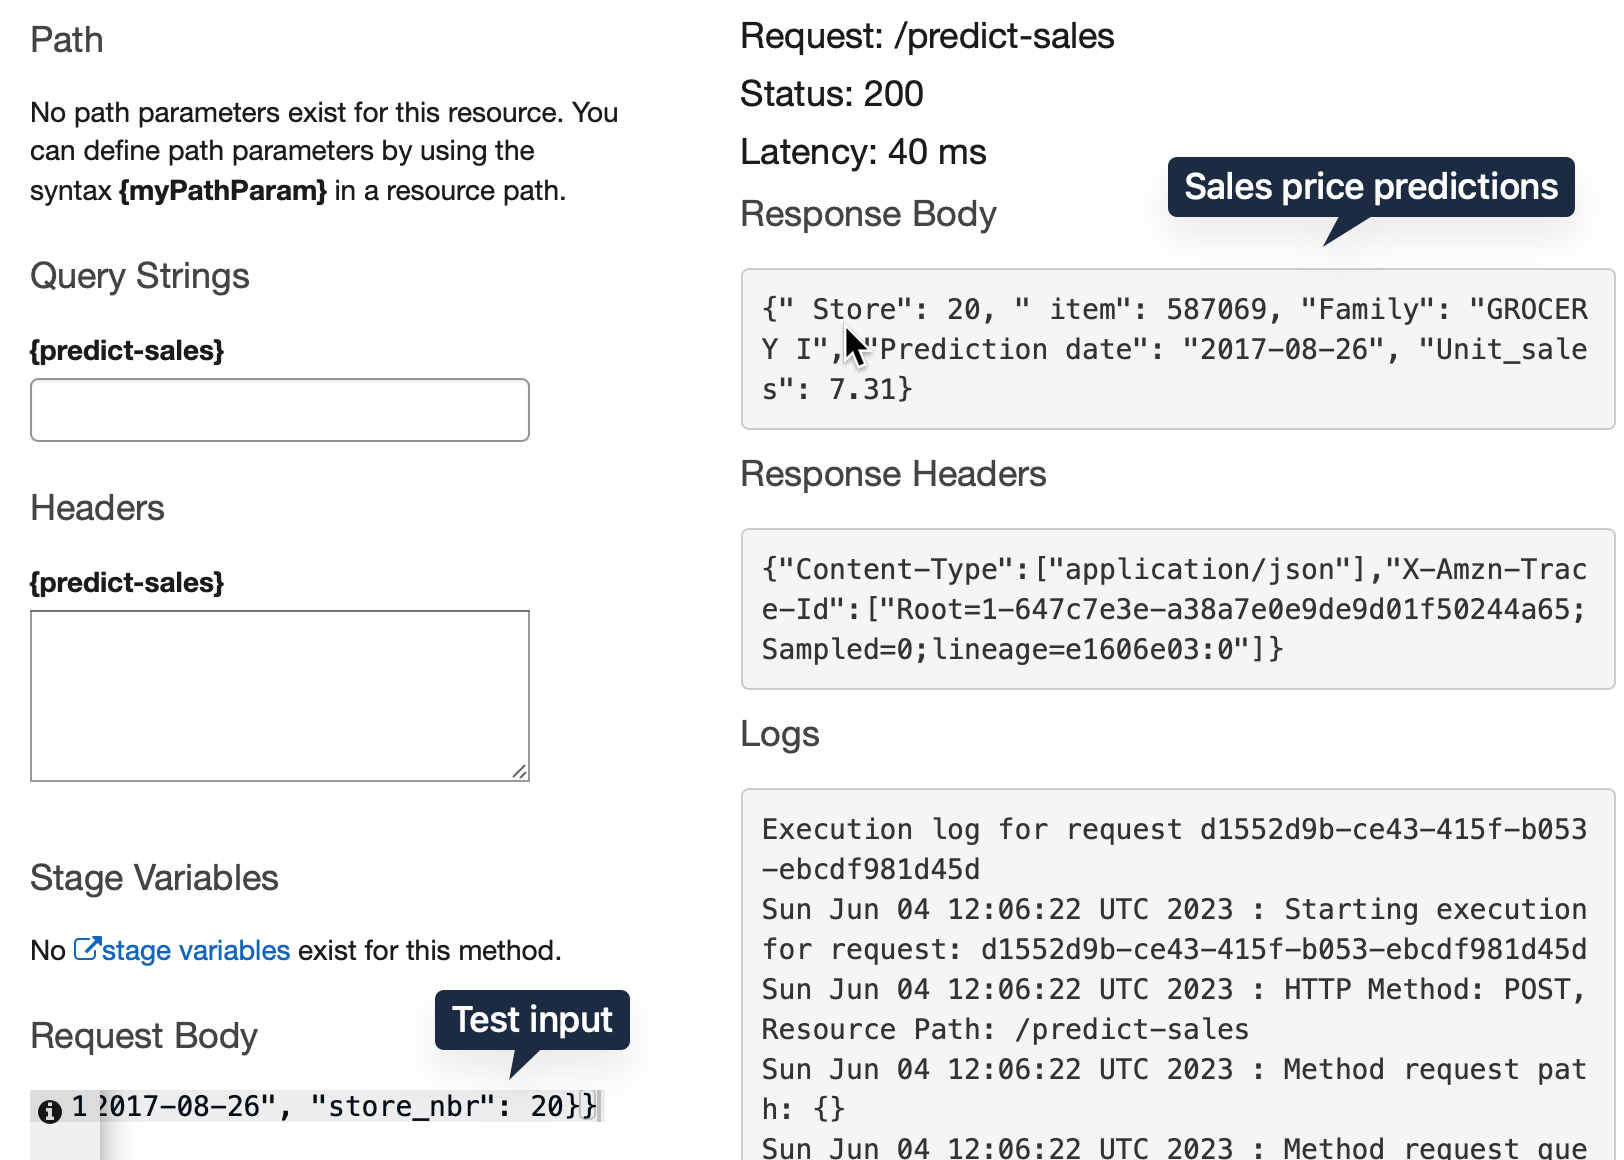 Path
No path parameters exist for this resource. You
can define path parameters by using the
syntax {myPathParam} in a resource path.
Query Strings
{predict-sales}
Headers
{predict-sales}
Stage Variables
No stage variables exist for this method.
Test input
Request Body
1 2017-08-26", "store_nbr": 20}}
Request: /predict-sales
Status: 200
Latency: 40 ms
Sales price predictions
Response Body
{" Store": 20, " item": 587069, "Family": "GROCER
Y I", "Prediction date": "2017-08-26", "Unit_sale
s": 7.31}
Response Headers
{"Content-Type":["application/json"],"X-Amzn-Trac
e-Id":["Root=1-647c7e3e-a38a7e0e9de9d01f50244a65;
Sampled=0;lineage=e1606e03:0"]}
Logs
Execution log for request d1552d9b-ce43-415f-b053
-ebcdf981d45d
Sun Jun 04 12:06:22 UTC 2023 : Starting execution
for request: d1552d9b-ce43-415f-b053-ebcdf981d45d
Sun Jun 04 12:06:22 UTC 2023 : HTTP Method: POST,
Resource Path: /predict-sales
Sun Jun 04 12:06:22 UTC 2023 : Method request pat
h: {}
Sun Jun 04 12:06:22 UTC 2023 : Method request que